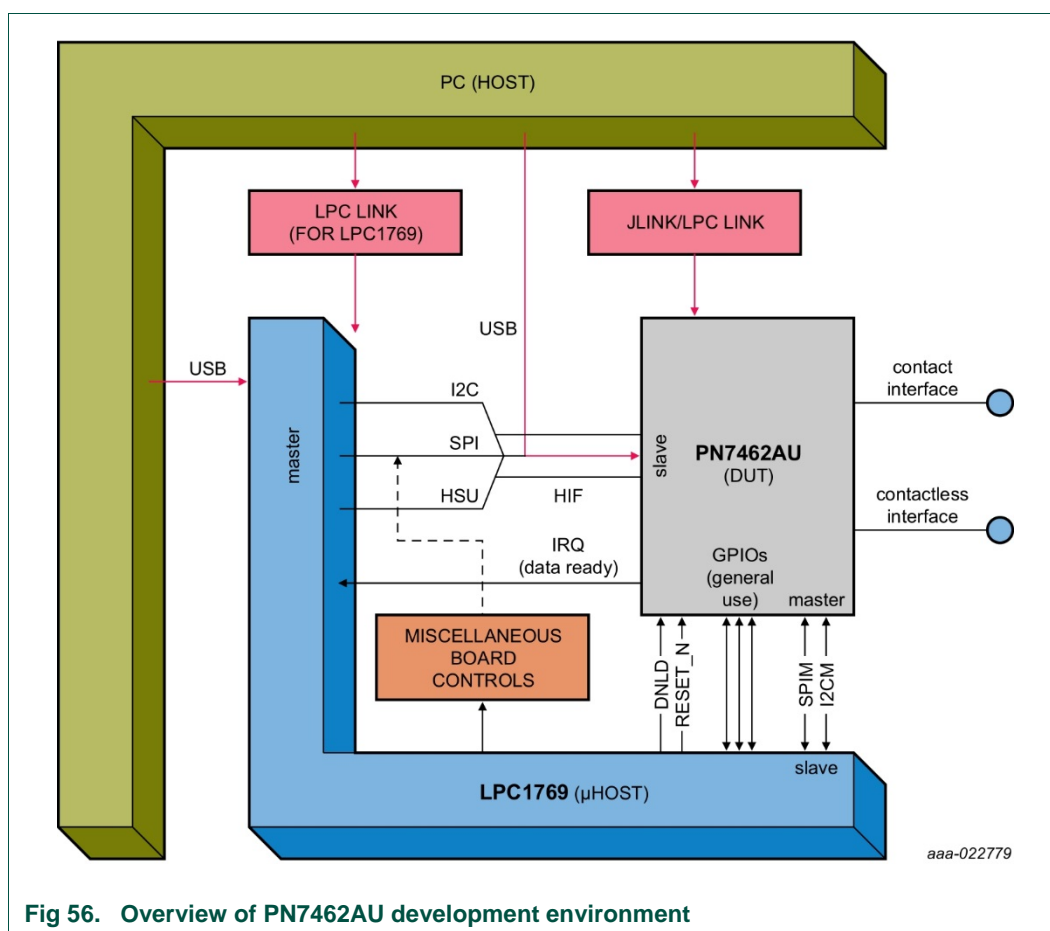 PC (HOST)
LPC LINK
(FOR LPC1769)
JLINK/LPC LINK
USB
USB
master
I2C
SPI
HSU
HIF
slave
PN7462AU
(DUT)
contact
interface
contactless
interface
IRQ
(data ready)
GPIOs
(general
use)
master
MISCELLANEOUS
BOARD
CONTROLS
DNLD
RESET_N
SPIM
I2CM
slave
LPC1769 (µHOST)
aaa-022779
Fig 56. Overview of PN7462AU development environment